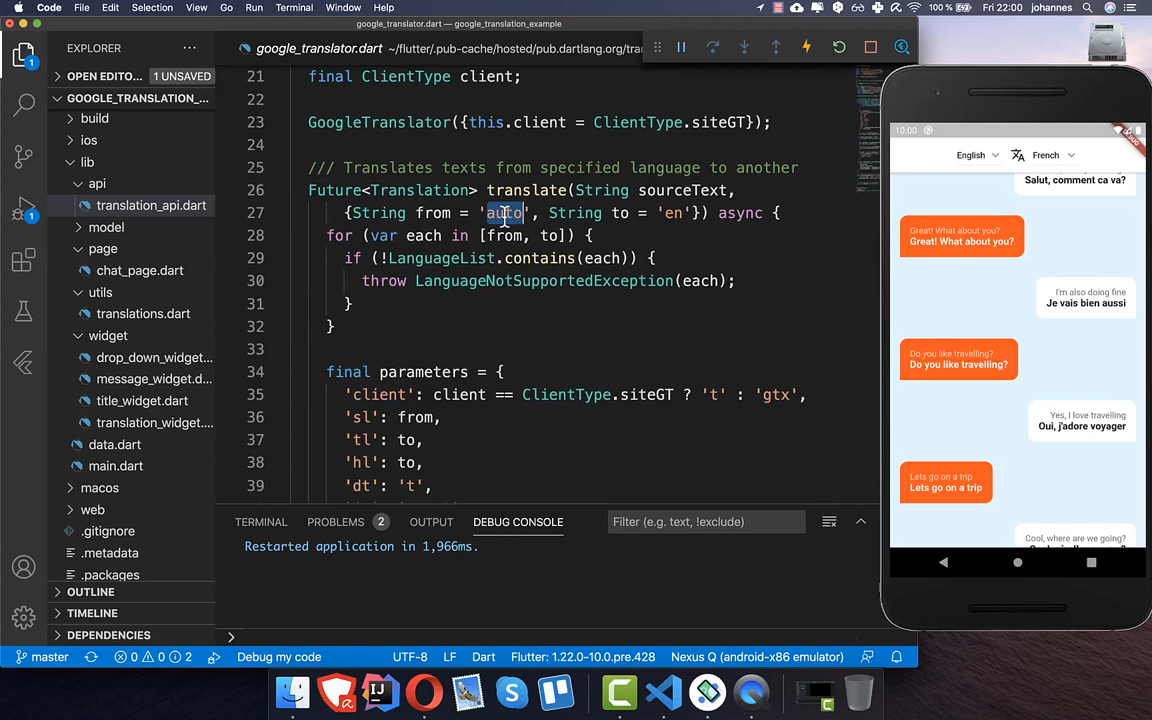 Code File Edit Selection View Go Run Terminal Window Help 100 % Fri 22:00 johannes
google_translator.dart — google_translation_example
EXPLORER
OPEN EDITO... 1 UNSAVED
GOOGLE_TRANSLATION_...
build
ios
lib
api
translation_api.dart
model
page
chat_page.dart
utils
translations.dart
widget
drop_down_widget...
message_widget.d...
title_widget.dart
translation_widget...
data.dart
main.dart
macos
web
.gitignore
.metadata
.packages
OUTLINE
TIMELINE
DEPENDENCIES
1
1
google_translator.dart ~/flutter/.pub-cache/hosted/pub.dartlang.org/tra
21 final ClientType client;
22
23 GoogleTranslator({this.client = ClientType.siteGT});
24
25 /// Translates texts from specified language to another
26 Future<Translation> translate(String sourceText,
27 {String from = 'auto', String to = 'en'}) async {
28 for (var each in [from, to]) {
29 if (!LanguageList.contains(each)) {
30 throw LanguageNotSupportedException(each);
31 }
32 }
33
34 final parameters = {
35 'client': client == ClientType.siteGT ? 't' : 'gtx',
36 'sl': from,
37 'tl': to,
38 'hl': to,
39 'dt': 't',
TERMINAL PROBLEMS 2 OUTPUT DEBUG CONSOLE Filter (e.g. text, !exclude)
Restarted application in 1,966ms.
master 0 0 2 Debug my code UTF-8 LF Dart Flutter: 1.22.0-10.0.pre.428 Nexus Q (android-x86 emulator)
10:00
English French
Salut, comment ca va?
Great! What about you?
Great! What about you?
I'm also doing fine
Je vais bien aussi
Do you like travelling?
Do you like travelling?
Yes, I love travelling
Oui, j'adore voyager
Lets go on a trip
Lets go on a trip
Cool, where are we going?